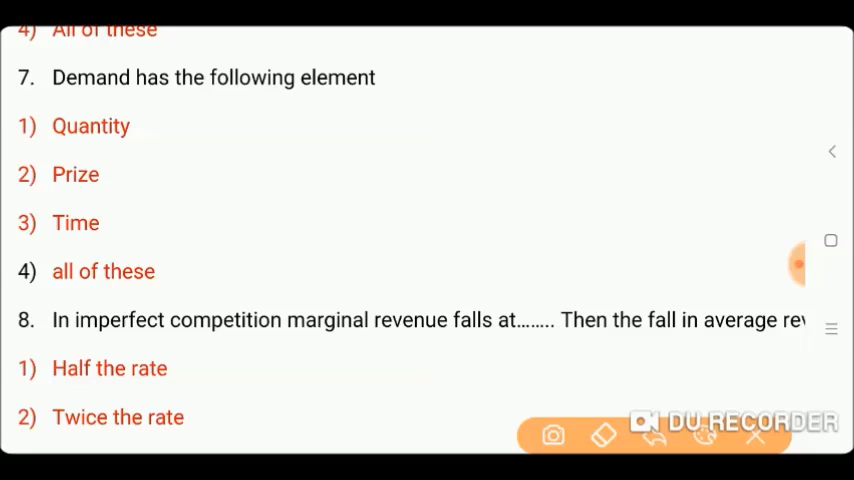 4) All of these
7. Demand has the following element
1) Quantity
2) Prize
3) Time
4) all of these
8. In imperfect competition marginal revenue falls at........ Then the fall in average rev
1) Half the rate
2) Twice the rate
DU RECORDER